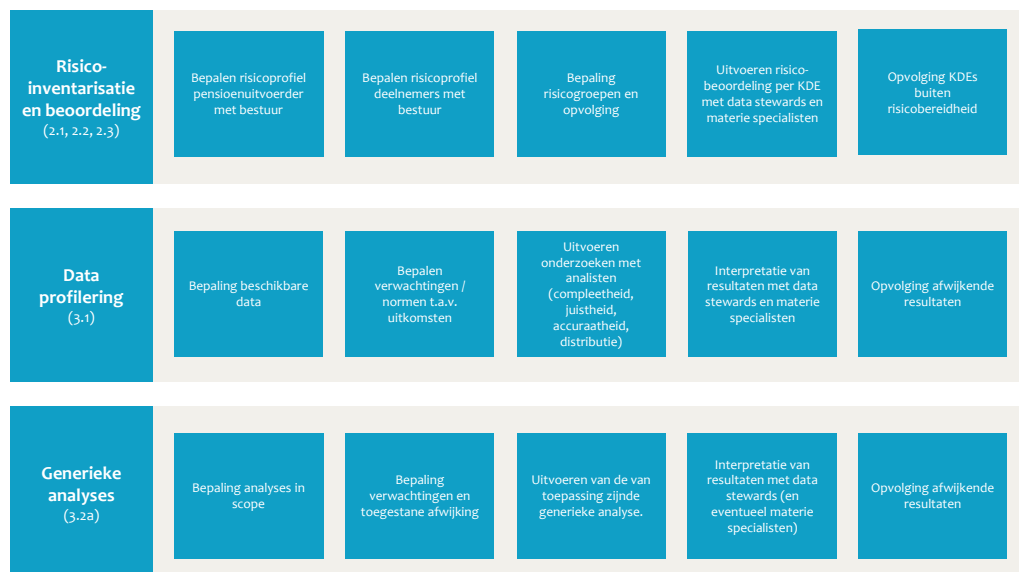 Risico-
inventarisatie
en beoordeling
(2.1, 2.2, 2.3)
Bepalen risicoprofiel
pensioenuitvoerder
met bestuur
Bepalen risicoprofiel
deelnemers met
bestuur
Bepaling
risicogroepen en
opvolging
Uitvoeren risico-
beoordeling per KDE
met data stewards en
materie specialisten
Opvolging KDEs
buiten
risicobereidheid
Data
profilering
(3.1)
Bepaling beschikbare
data
Bepalen
verwachtingen /
normen t.a.v.
uitkomsten
Uitvoeren
onderzoeken met
analisten
(compleetheid,
juistheid,
accuraatheid,
distributie)
Interpretatie van
resultaten met data
stewards en materie
specialisten
Opvolging afwijkende
resultaten
Generieke
analyses
(3.2a)
Bepaling analyses in
scope
Bepaling
verwachtingen en
toegestane afwijking
Uitvoeren van de van
toepassing zijnde
generieke analyse.
Interpretatie van
resultaten met data
stewards (en
eventueel materie
specialisten)
Opvolging afwijkende
resultaten